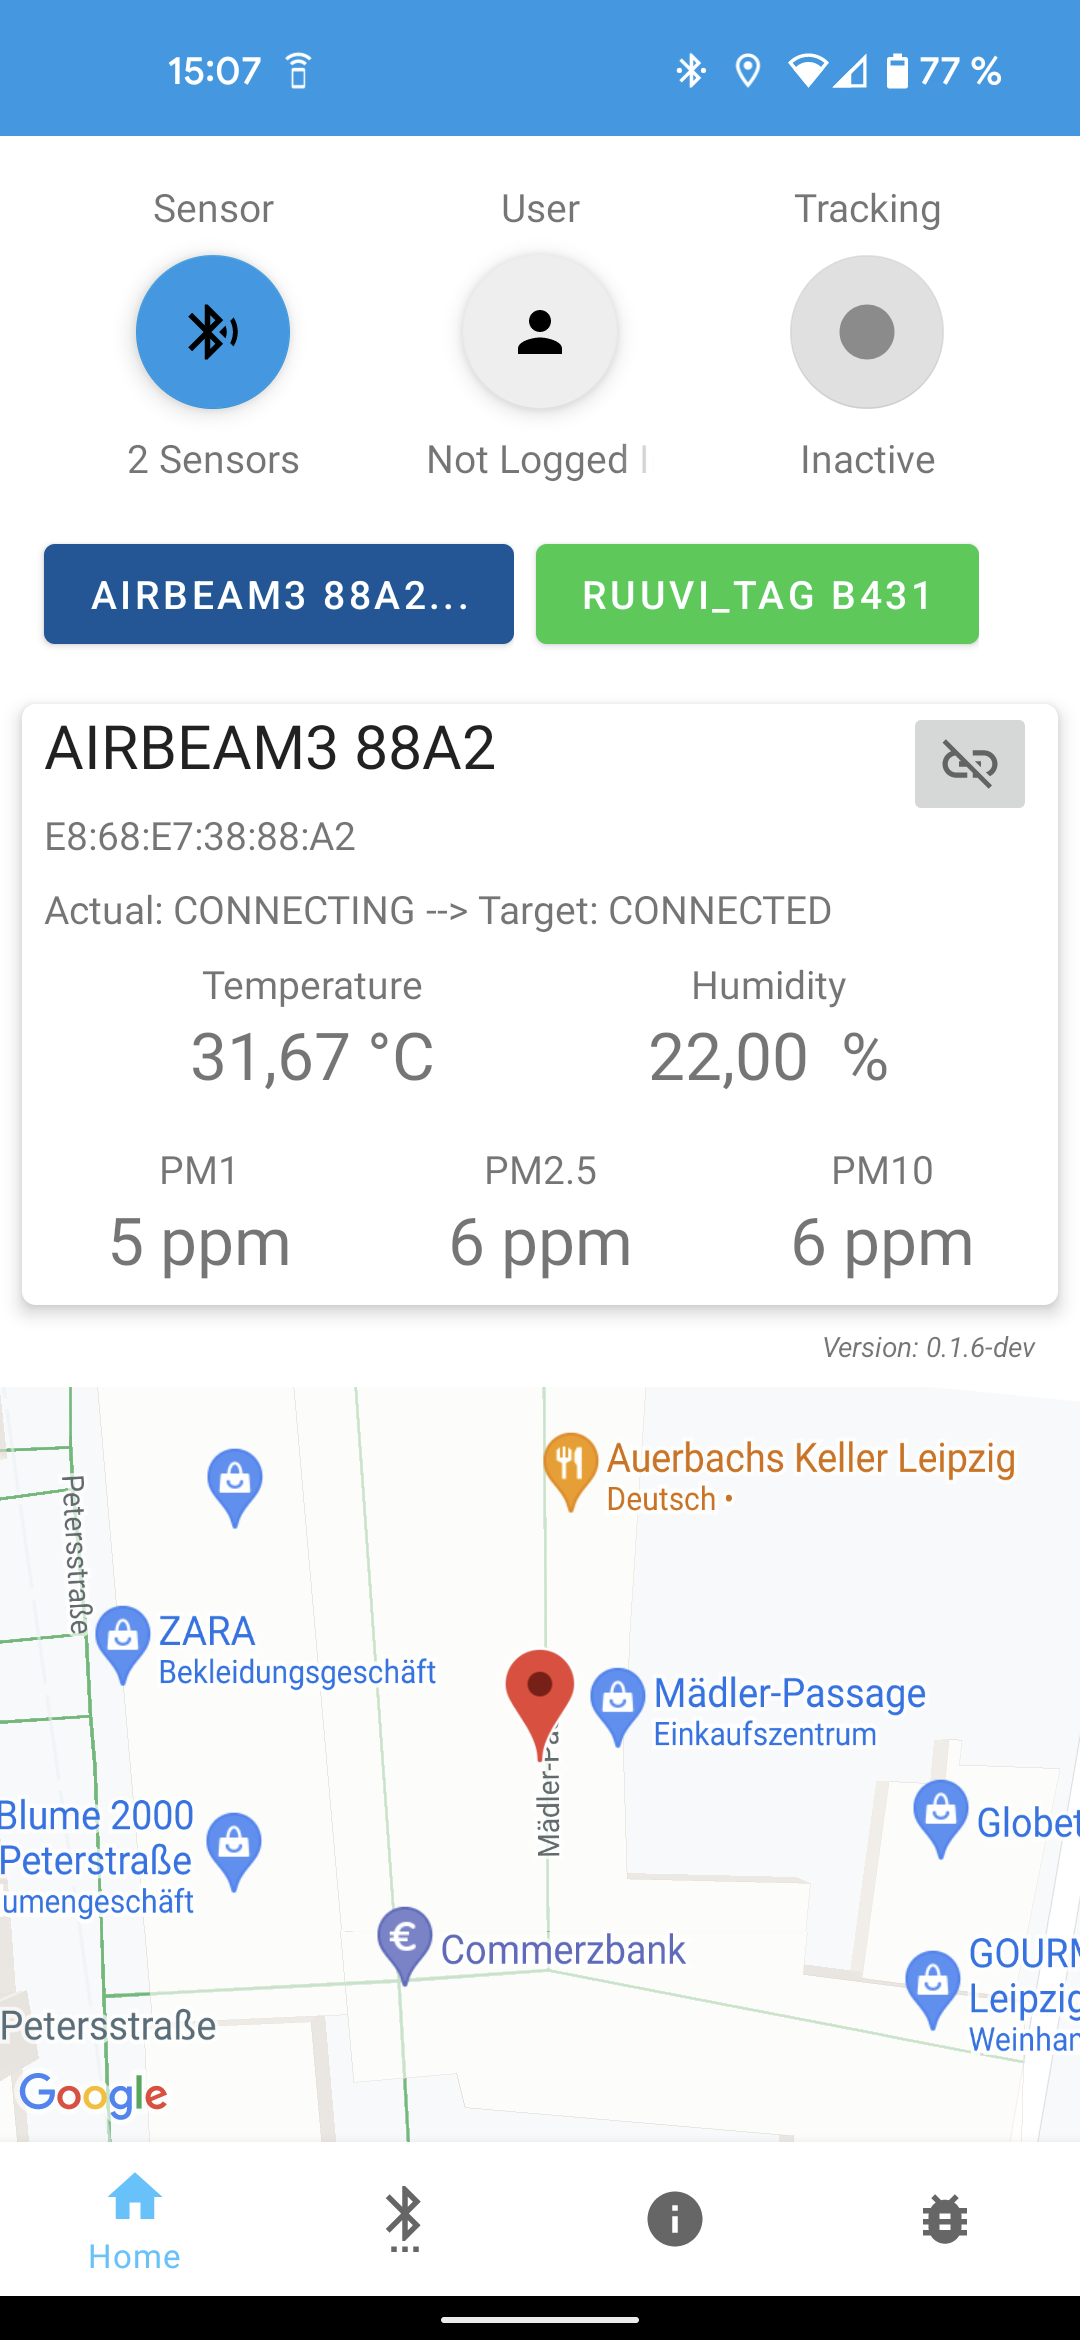 15:07
77 %
Sensor
User
Tracking
2 Sensors
Not Logged
Inactive
AIRBEAM3 88A2...
RUUVI_TAG B431
AIRBEAM3 88A2
E8:68:E7:38:88:A2
Actual: CONNECTING --> Target: CONNECTED
Temperature
Humidity
31,67 °C
22,00 %
PM1
PM2.5
PM10
5 ppm
6 ppm
6 ppm
Version: 0.1.6-dev
Auerbachs Keller Leipzig
Deutsch •
Petersstraße
ZARA
Bekleidungsgeschäft
Mädler-Passage
Einkaufszentrum
Mädler-Pa
Blume 2000
Peterstraße
umengeschäft
Globet
Commerzbank
GOURM
Leipzig
Weinhan
Petersstraße
Google
Home